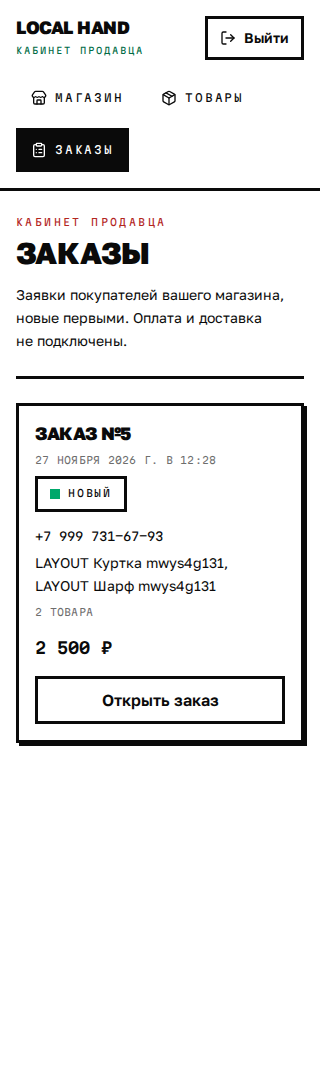 LOCAL HAND
КАБИНЕТ ПРОДАВЦА
Выйти
МАГАЗИН
ТОВАРЫ
ЗАКАЗЫ
КАБИНЕТ ПРОДАВЦА
ЗАКАЗЫ
Заявки покупателей вашего магазина,
новые первыми. Оплата и доставка
не подключены.
ЗАКАЗ №5
27 НОЯБРЯ 2026 Г. В 12:28
НОВЫЙ
+7 999 731-67-93
LAYOUT Куртка mwys4g131,
LAYOUT Шарф mwys4g131
2 ТОВАРА
2 500 ₽
Открыть заказ